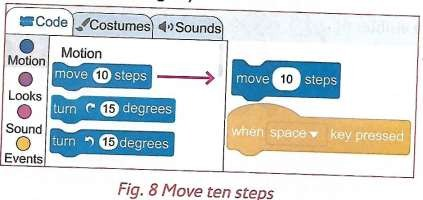 Code Costumes Sounds
Motion
Looks
Sound
Events
Motion
move 10 steps
turn 15 degrees
turn 15 degrees
move 10 steps
when space key pressed
Fig. 8 Move ten steps